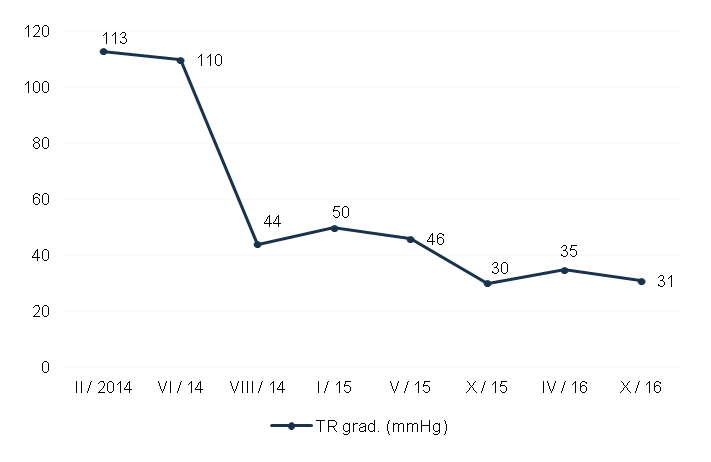 120
100
80
60
40
20
0
113
110
44
50
46
30
35
31
II / 2014
VI / 14
VIII / 14
I / 15
V / 15
X / 15
IV / 16
X / 16
TR grad. (mmHg)